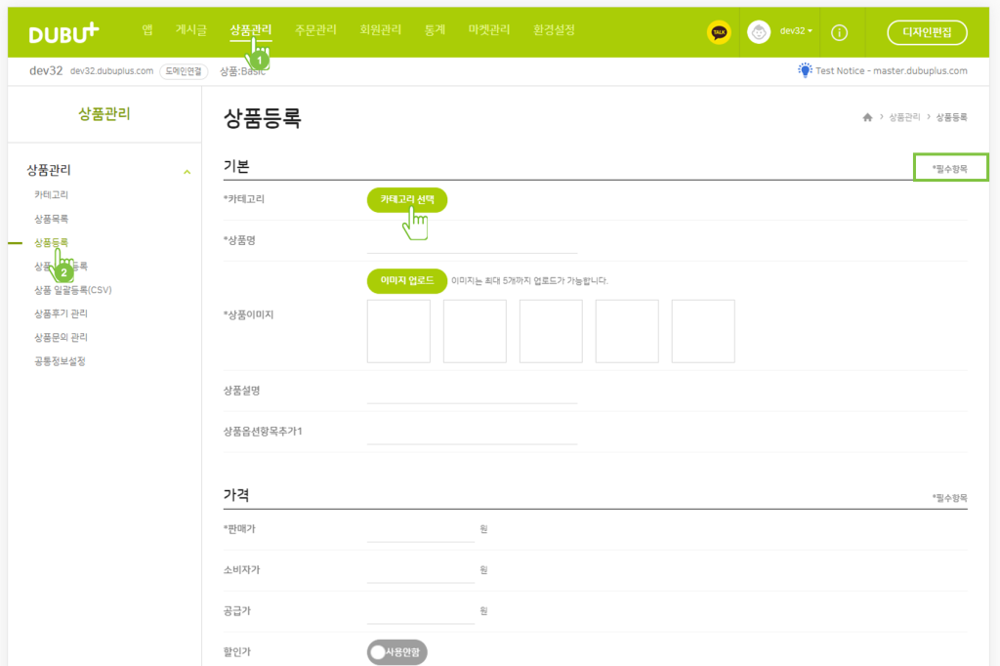 DUBU+ 앱 게시글 상품관리 주문관리 회원관리 통계 마켓관리 환경설정 TALK dev32 디자인편집
1
dev32 dev32.dubuplus.com 도메인연결 상품:Basic Test Notice - master.dubuplus.com
상품관리
상품등록
상품관리 > 상품등록
상품관리
카테고리
상품목록
상품등록
등록
2
상품 일괄등록(CSV)
상품후기 관리
상품문의 관리
공통정보설정
기본 *필수항목
*카테고리 카테고리 선택
*상품명
이미지 업로드 이미지는 최대 5개까지 업로드가 가능합니다.
*상품이미지
상품설명
상품옵션항목추가1
가격 *필수항목
*판매가 원
소비자가 원
공급가 원
할인가 사용안함